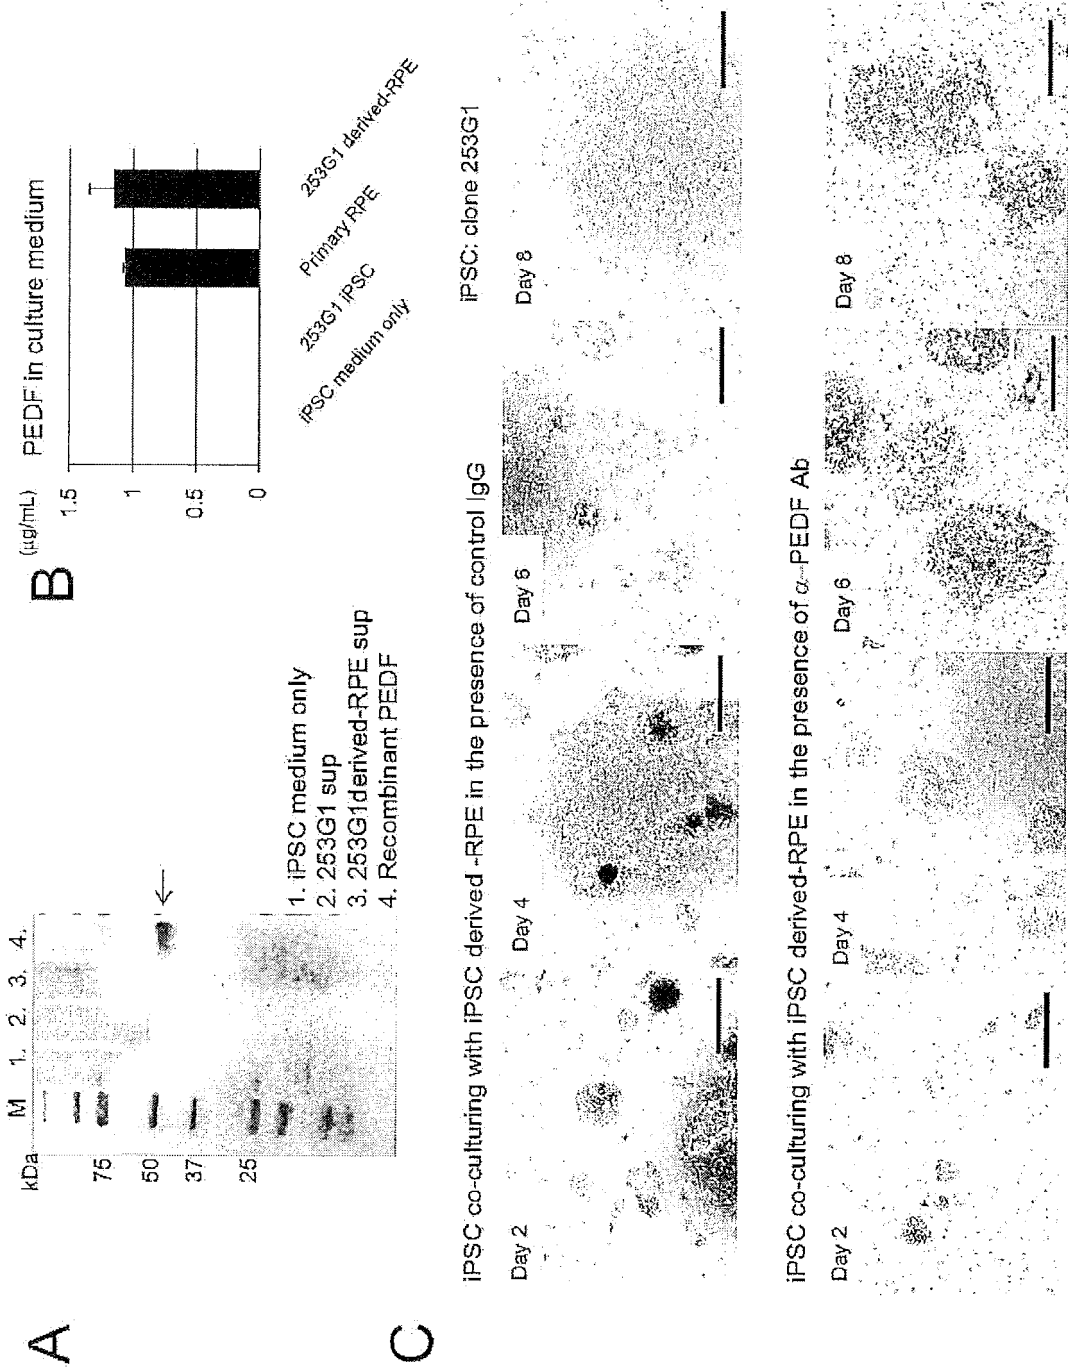 A
kDa
M 1. 2. 3. 4.
75
50
37
25
1. iPSC medium only
2. 253G1 sup
3. 253G1derived-RPE sup
4. Recombinant PEDF
B
(μg/mL)
PEDF in culture medium
1.5
1
0.5
0
iPSC medium only
253G1 iPSC
Primary RPE
253G1 derived-RPE
C
iPSC co-culturing with iPSC derived -RPE in the presence of control IgG
iPSC: clone 253G1
Day 2
Day 4
Day 6
Day 8
iPSC co-culturing with iPSC derived-RPE in the presence of α-PEDF Ab
Day 2
Day 4
Day 6
Day 8